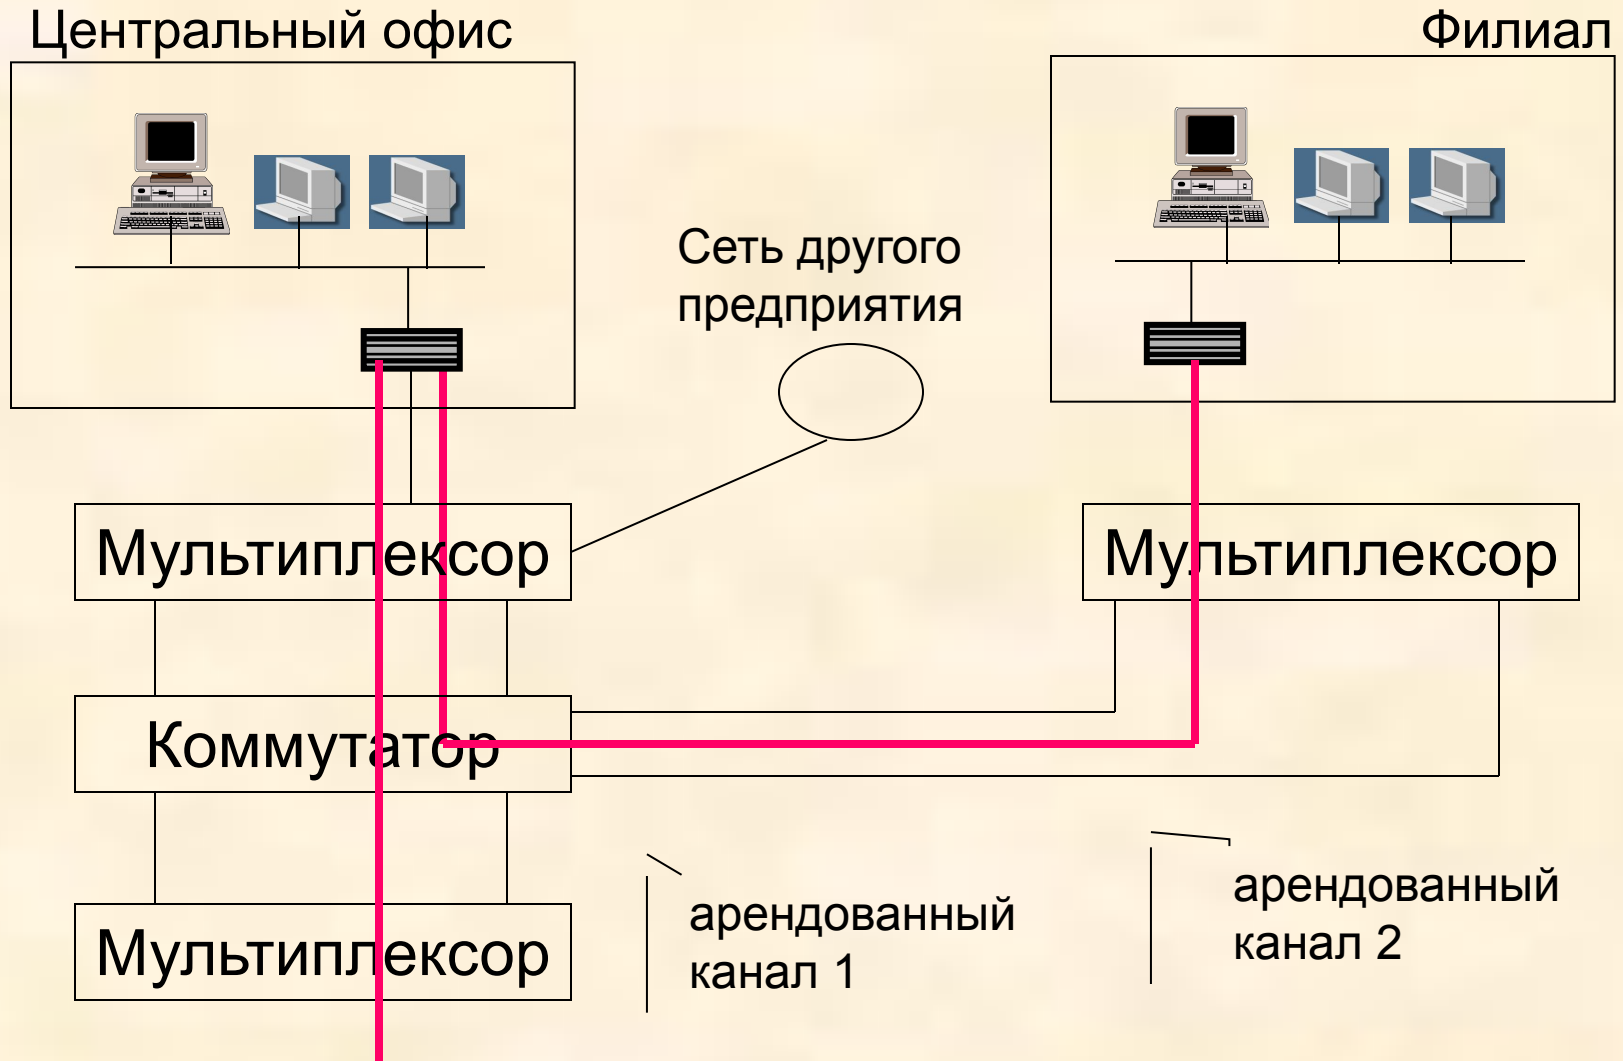 Центральный офис
Филиал
Сеть другого
предприятия
Мультиплексор
Мультиплексор
Коммутатор
Мультиплексор
арендованный
канал 1
арендованный
канал 2